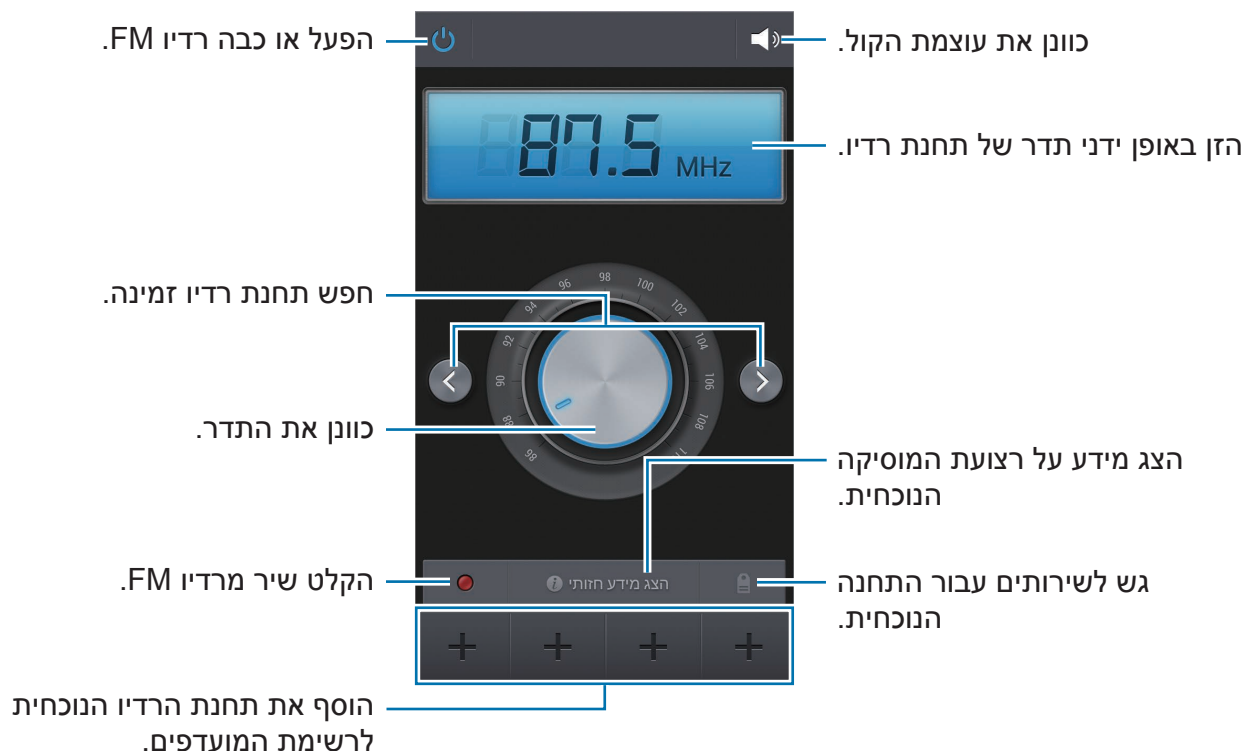 הפעל או כבה רדיו FM.
כוונן את עוצמת הקול.
87.5 MHz
הזן באופן ידני תדר של תחנת רדיו.
חפש תחנת רדיו זמינה.
86 88 90 92 94 96 98 100 102 104 106 108
כוונן את התדר.
הצג מידע על רצועת המוסיקה
הנוכחית.
הצג מידע חזותי
הקלט שיר מרדיו FM.
גש לשירותים עבור התחנה
הנוכחית.
הוסף את תחנת הרדיו הנוכחית
לרשימת המועדפים.